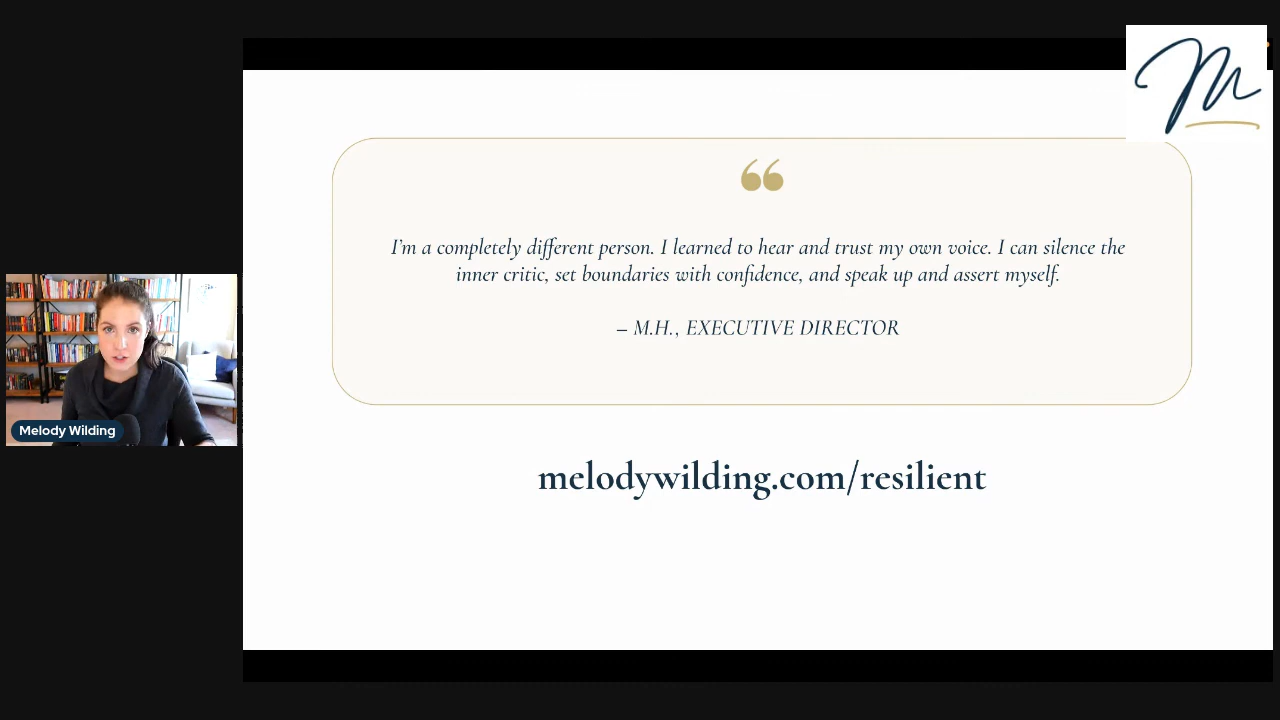 I'm a completely different person. I learned to hear and trust my own voice. I can silence the
inner critic, set boundaries with confidence, and speak up and assert myself.
– M.H., EXECUTIVE DIRECTOR
melodywilding.com/resilient
Melody Wilding
M